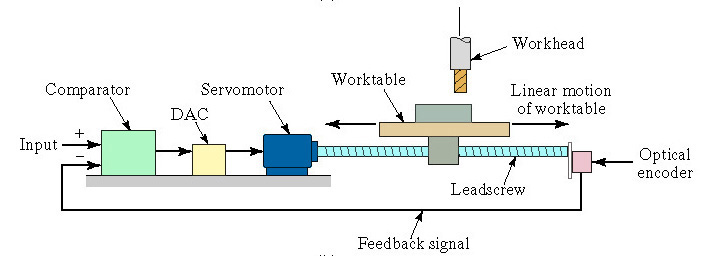 Workhead
Worktable
Comparator
Servomotor
Linear motion
of worktable
DAC
+
Input
−
Optical
encoder
Leadscrew
Feedback signal